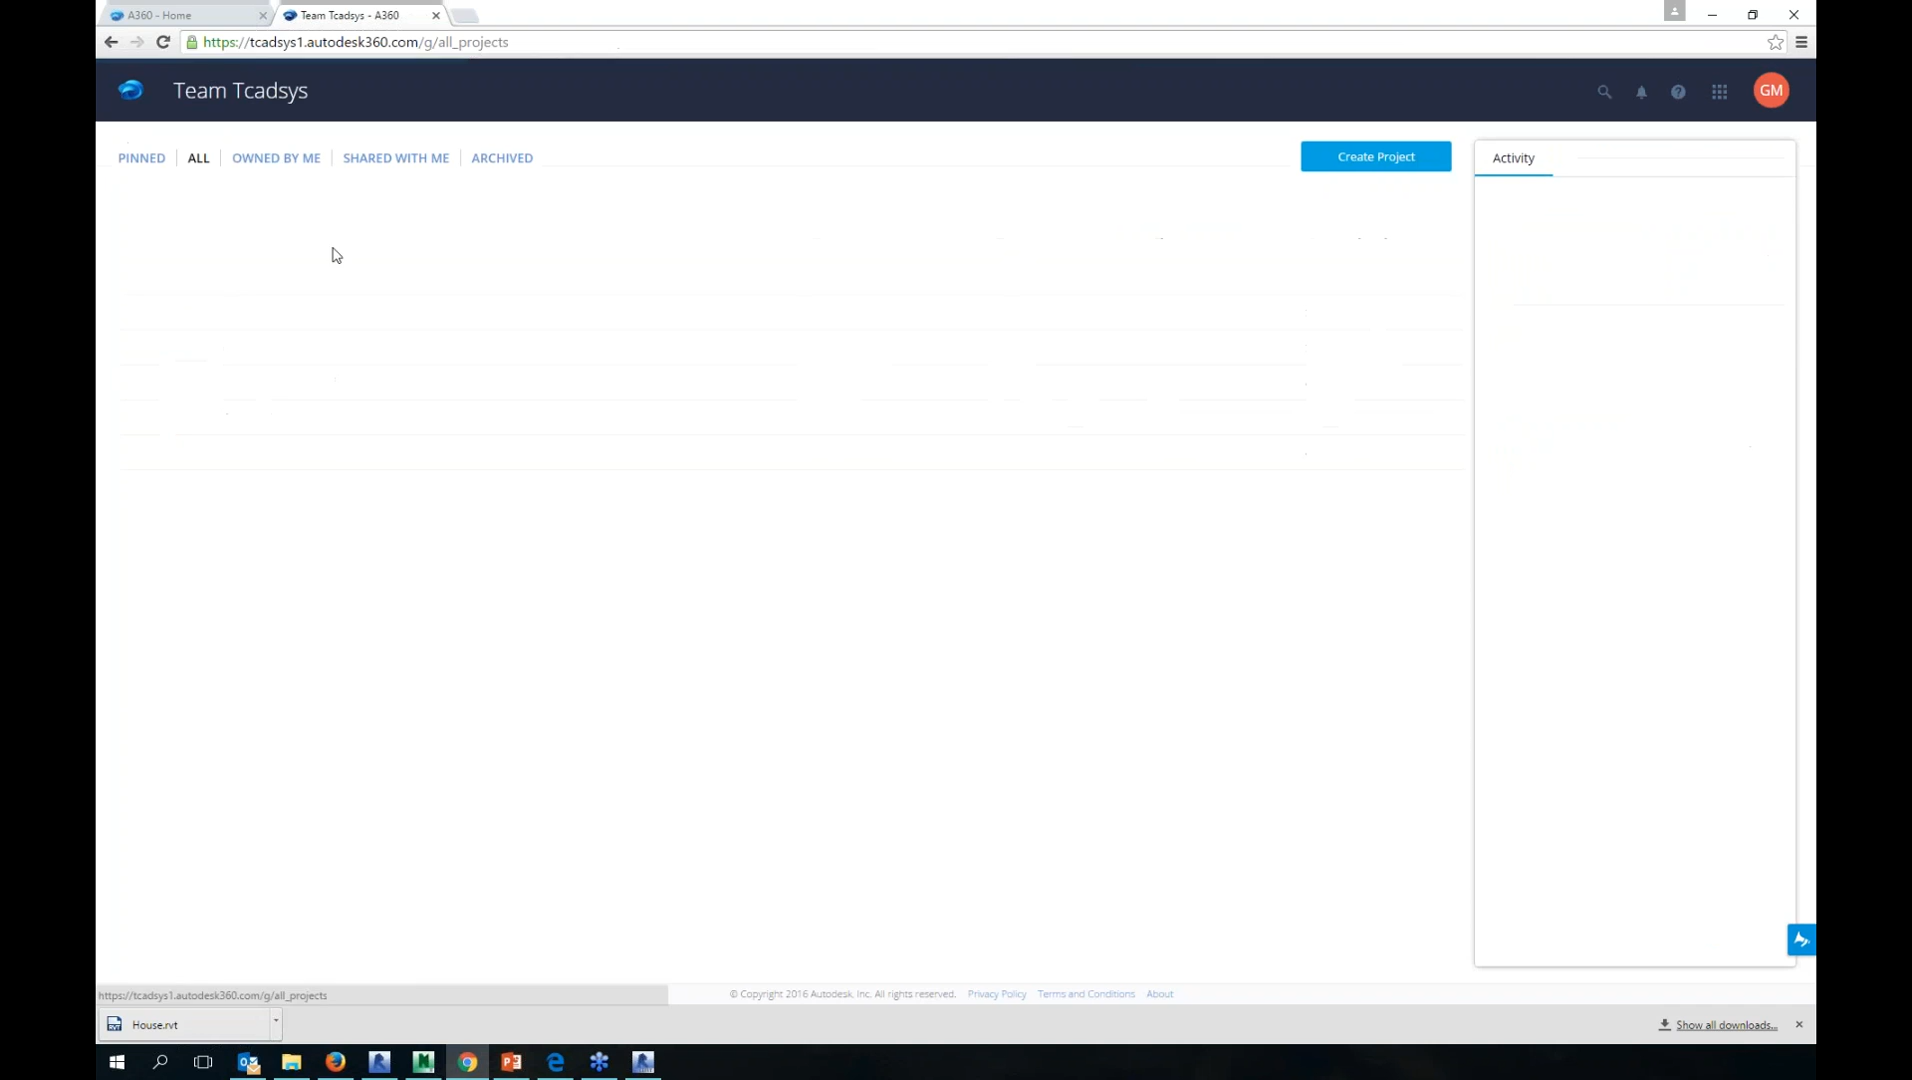 A360 - Home
Team Tcadsys - A360
https://tcadsys1.autodesk360.com/g/all_projects
Team Tcadsys
GM
PINNED
ALL
OWNED BY ME
SHARED WITH ME
ARCHIVED
Create Project
Activity
https://tcadsys1.autodesk360.com/g/all_projects
© Copyright 2016 Autodesk, Inc. All rights reserved.
Privacy Policy
Terms and Conditions
About
House.rvt
Show all downloads...